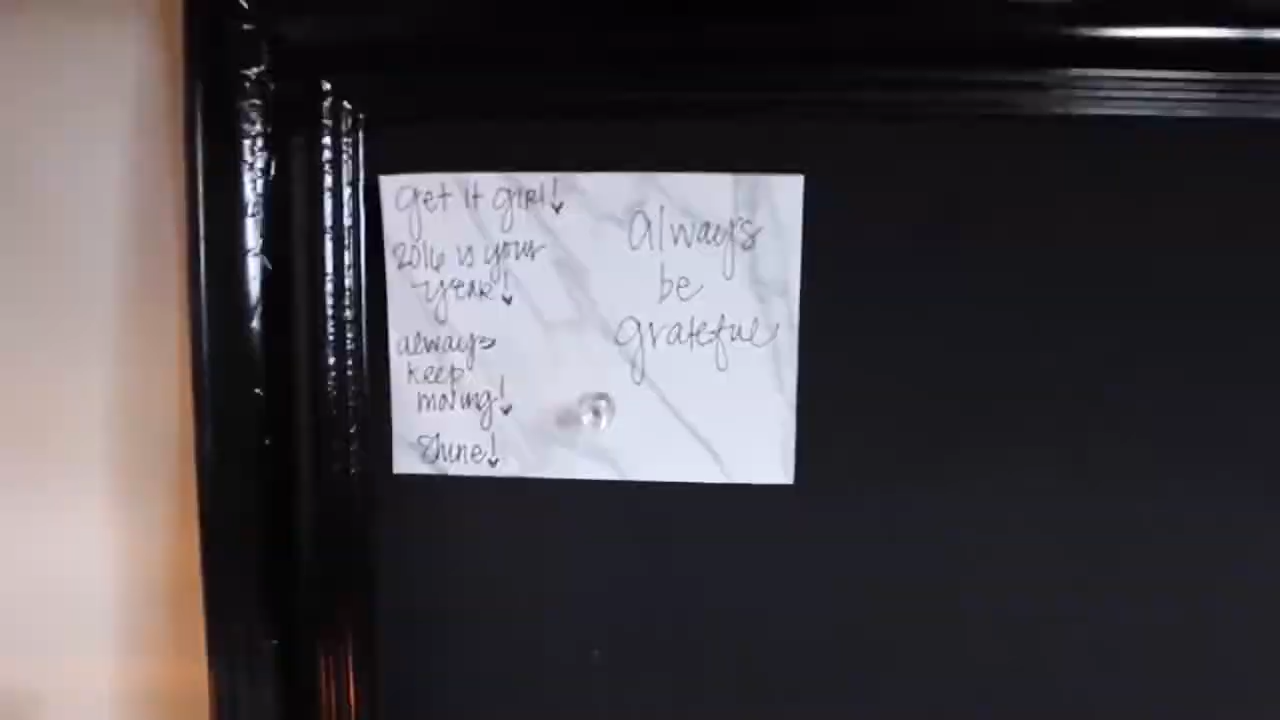 get it girl!
2016 is your
year!
always
keep
moving!
Shine!
Always
be
grateful